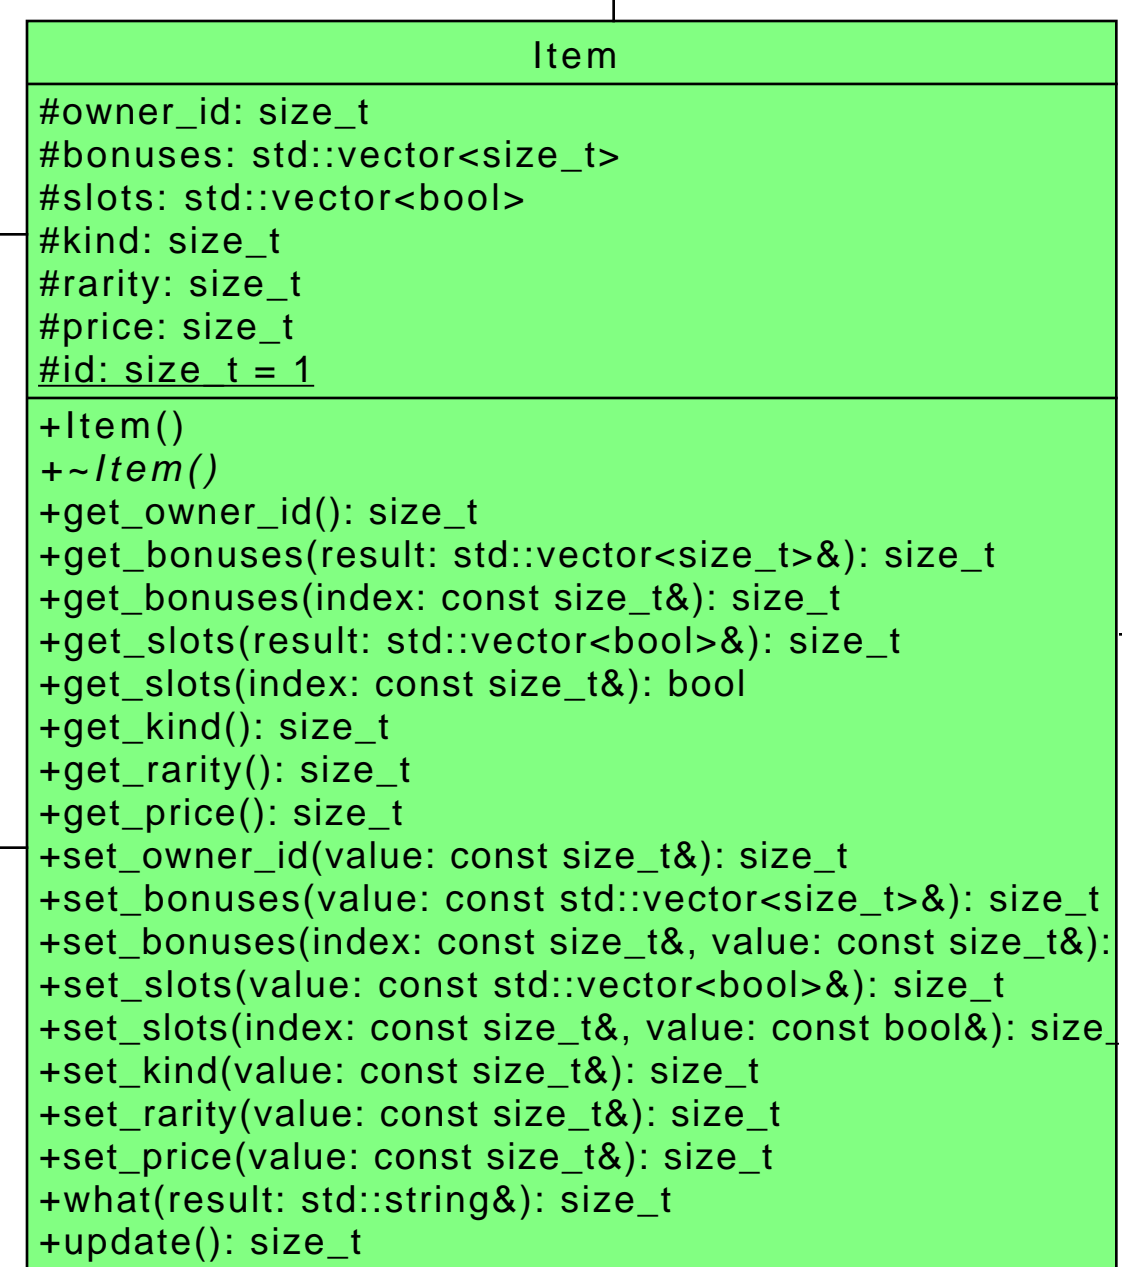 Item
#owner_id: size_t
#bonuses: std::vector<size_t>
#slots: std::vector<bool>
#kind: size_t
#rarity: size_t
#price: size_t
#id: size_t = 1
+Item()
+~Item()
+get_owner_id(): size_t
+get_bonuses(result: std::vector<size_t>&): size_t
+get_bonuses(index: const size_t&): size_t
+get_slots(result: std::vector<bool>&): size_t
+get_slots(index: const size_t&): bool
+get_kind(): size_t
+get_rarity(): size_t
+get_price(): size_t
+set_owner_id(value: const size_t&): size_t
+set_bonuses(value: const std::vector<size_t>&): size_t
+set_bonuses(index: const size_t&, value: const size_t&):
+set_slots(value: const std::vector<bool>&): size_t
+set_slots(index: const size_t&, value: const bool&): size_
+set_kind(value: const size_t&): size_t
+set_rarity(value: const size_t&): size_t
+set_price(value: const size_t&): size_t
+what(result: std::string&): size_t
+update(): size_t